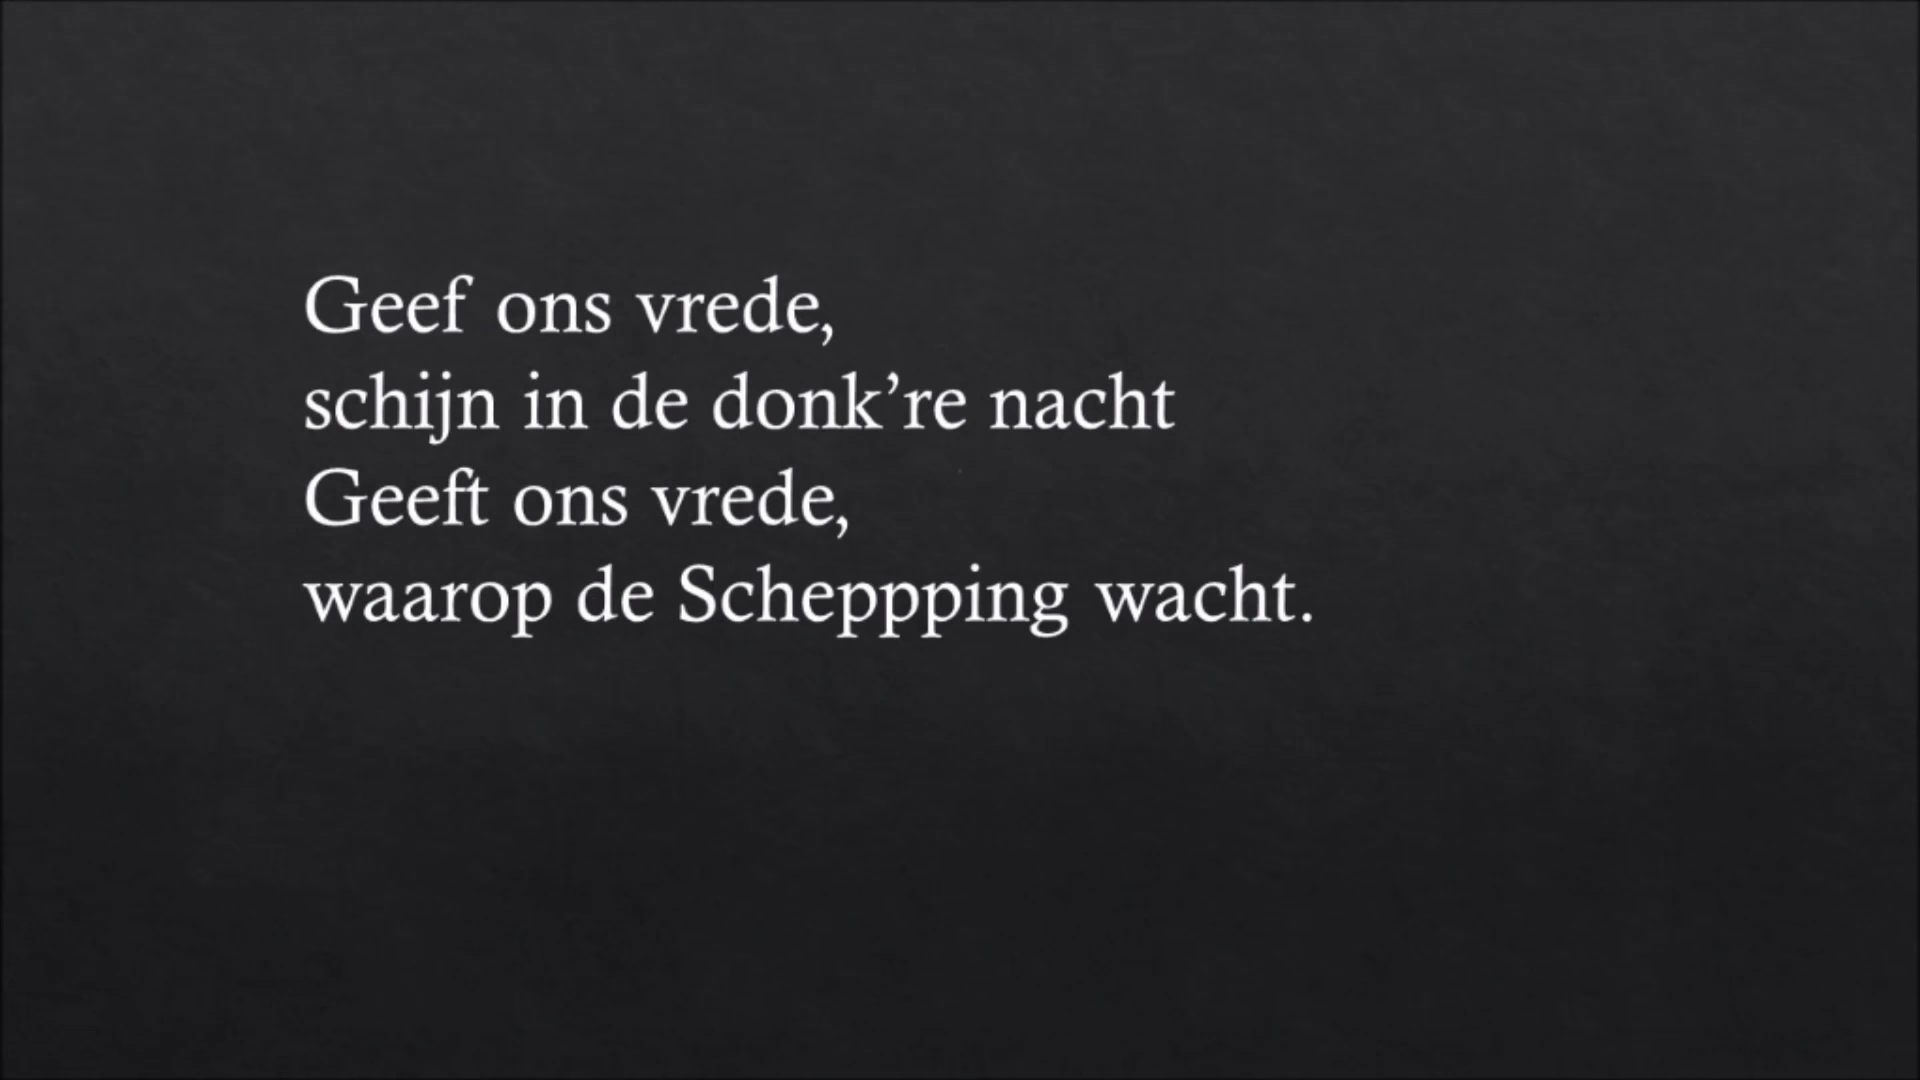 Geef ons vrede,
schijn in de donk’re nacht
Geeft ons vrede,
waarop de Scheppping wacht.